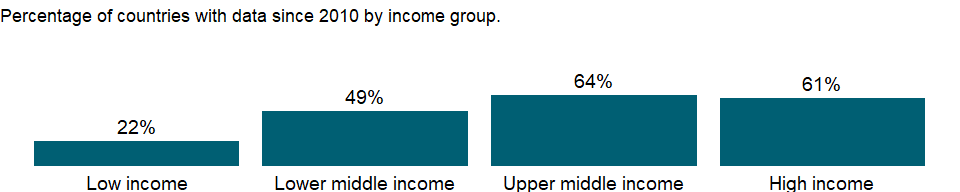 Percentage of countries with data since 2010 by income group.
64%
61%
49%
22%
Low income Lower middle income Upper middle income High income